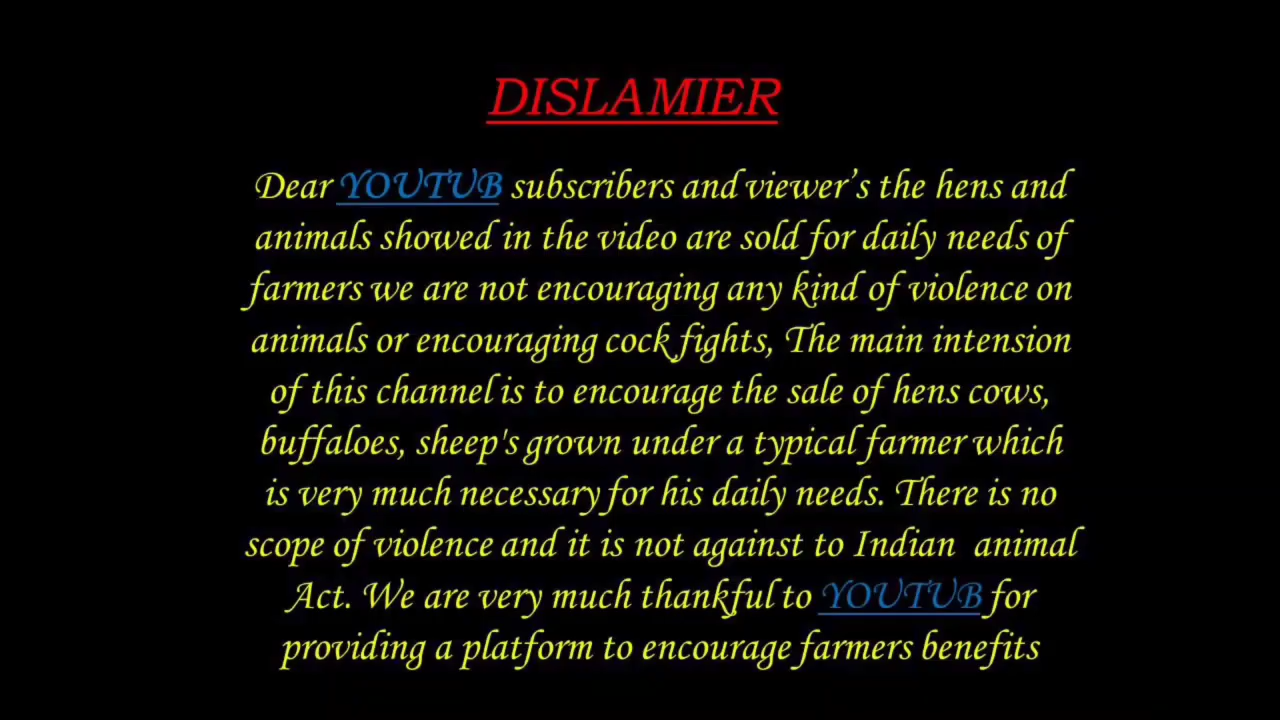 DISLAMIER
Dear YOUTUB subscribers and viewer’s the hens and
animals showed in the video are sold for daily needs of
farmers we are not encouraging any kind of violence on
animals or encouraging cock fights, The main intension
of this channel is to encourage the sale of hens cows,
buffaloes, sheep's grown under a typical farmer which
is very much necessary for his daily needs. There is no
scope of violence and it is not against to Indian  animal
Act. We are very much thankful to YOUTUB for
providing a platform to encourage farmers benefits